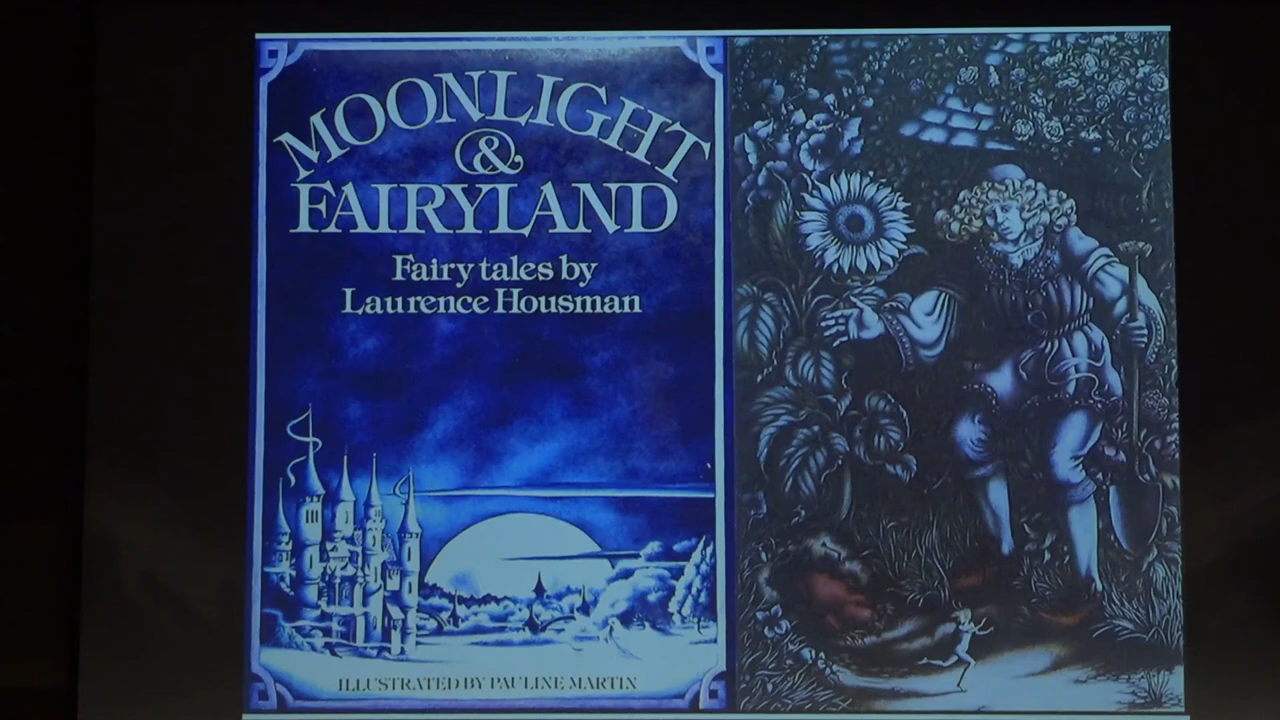 MOONLIGHT
&
FAIRYLAND
Fairy tales by
Laurence Housman
ILLUSTRATED BY PAULINE MARTIN